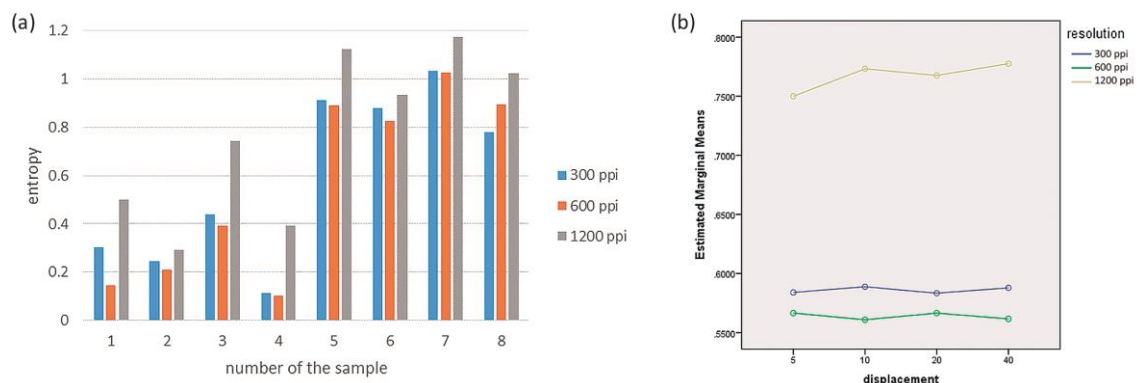 (a)
1.2
1
0.8
0.6
0.4
0.2
0
entropy
1 2 3 4 5 6 7 8
number of the sample
300 ppi
600 ppi
1200 ppi
(b)
.8000
.7500
.7000
.6500
.6000
.5500
Estimated Marginal Means
5 10 20 40
displacement
resolution
300 ppi
600 ppi
1200 ppi